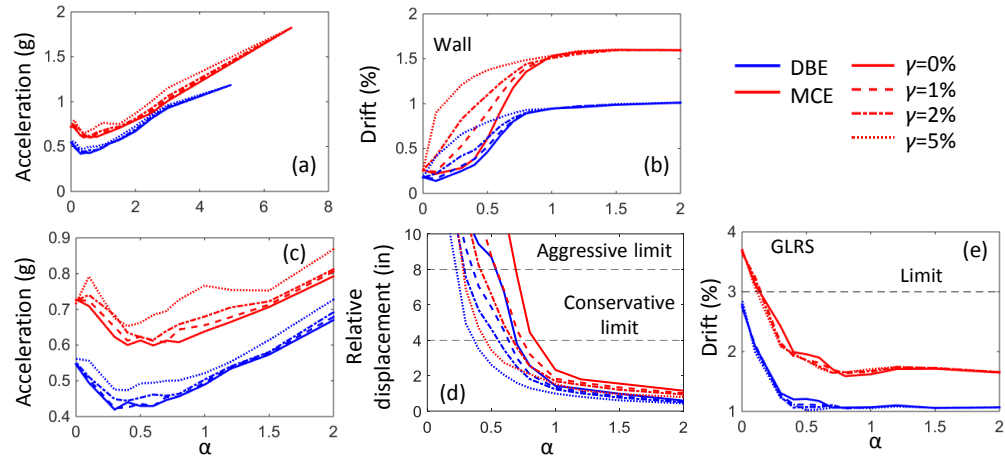 Acceleration (g)
2
1.5
1
0.5
0
0
2
4
6
8
(a)
Drift (%)
2
1.5
1
0.5
0
0
0.5
1
1.5
2
Wall
(b)
DBE
MCE
γ=0%
γ=1%
γ=2%
γ=5%
Acceleration (g)
0.9
0.8
0.7
0.6
0.5
0.4
0
0.5
1
1.5
2
α
(c)
Relative
displacement (in)
10
8
6
4
2
0
0
0.5
1
1.5
2
α
Aggressive limit
Conservative
limit
(d)
Drift (%)
4
3
2
1
0
0.5
1
1.5
2
α
GLRS
Limit
(e)